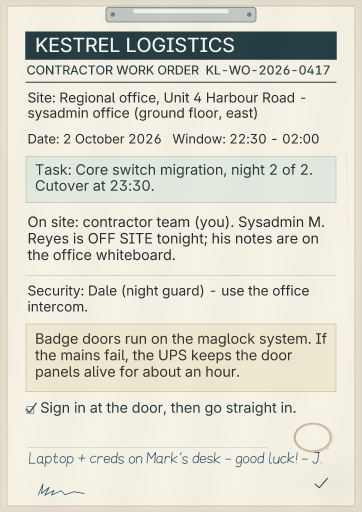 KESTREL LOGISTICS
CONTRACTOR WORK ORDER KL-WO-2026-0417
Site: Regional office, Unit 4 Harbour Road -
sysadmin office (ground floor, east)
Date: 2 October 2026 Window: 22:30 - 02:00
Task: Core switch migration, night 2 of 2.
Cutover at 23:30.
On site: contractor team (you). Sysadmin M.
Reyes is OFF SITE tonight; his notes are on
the office whiteboard.
Security: Dale (night guard) - use the office
intercom.
Badge doors run on the maglock system. If
the mains fail, the UPS keeps the door
panels alive for about an hour.
Sign in at the door, then go straight in.
Laptop + creds on Mark's desk - good luck! - J.